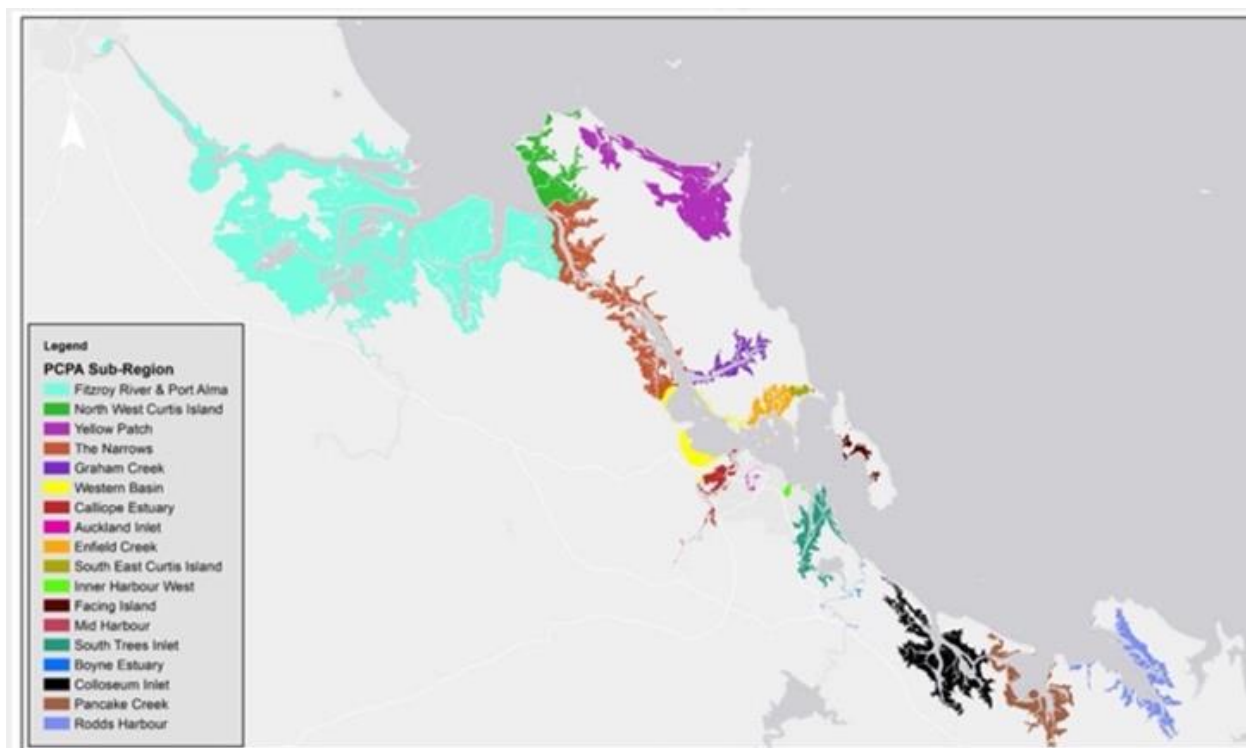 Legend
PCPA Sub-Region
Fitzroy River & Port Alma
North West Curtis Island
Yellow Patch
The Narrows
Graham Creek
Western Basin
Calliope Estuary
Auckland Inlet
Enfield Creek
South East Curtis Island
Inner Harbour West
Facing Island
Mid Harbour
South Trees Inlet
Boyne Estuary
Colloseum Inlet
Pancake Creek
Rodds Harbour